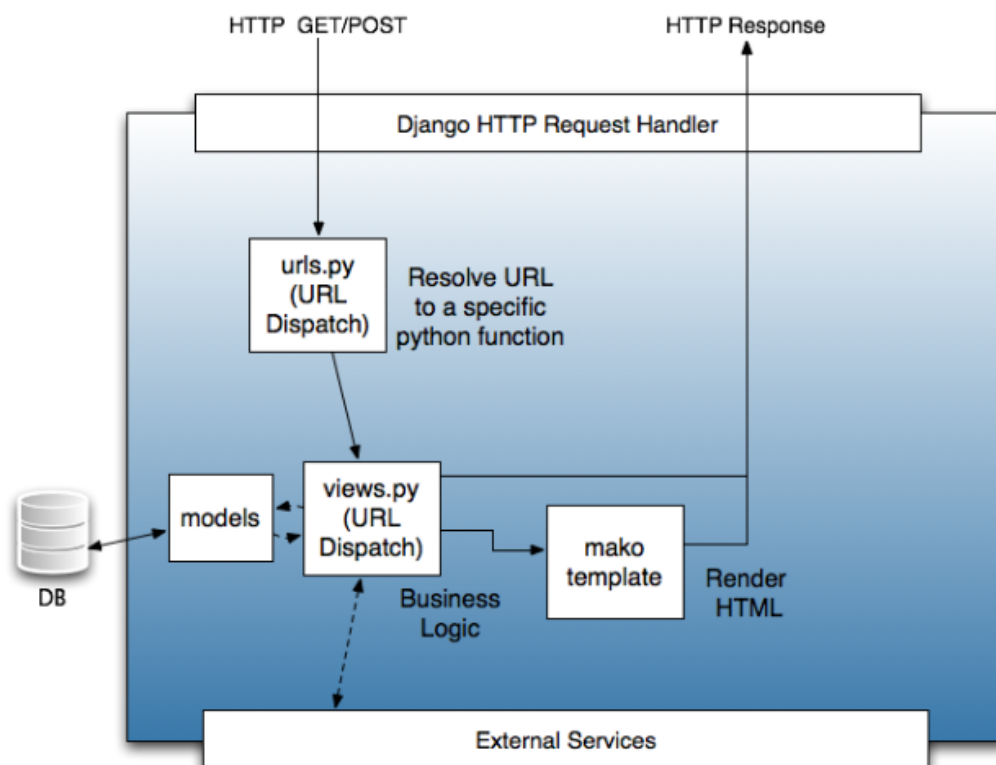 HTTP GET/POST
HTTP Response
Django HTTP Request Handler
urls.py
(URL
Dispatch)
Resolve URL
to a specific
python function
models
views.py
(URL
Dispatch)
mako
template
Render
HTML
DB
Business
Logic
External Services